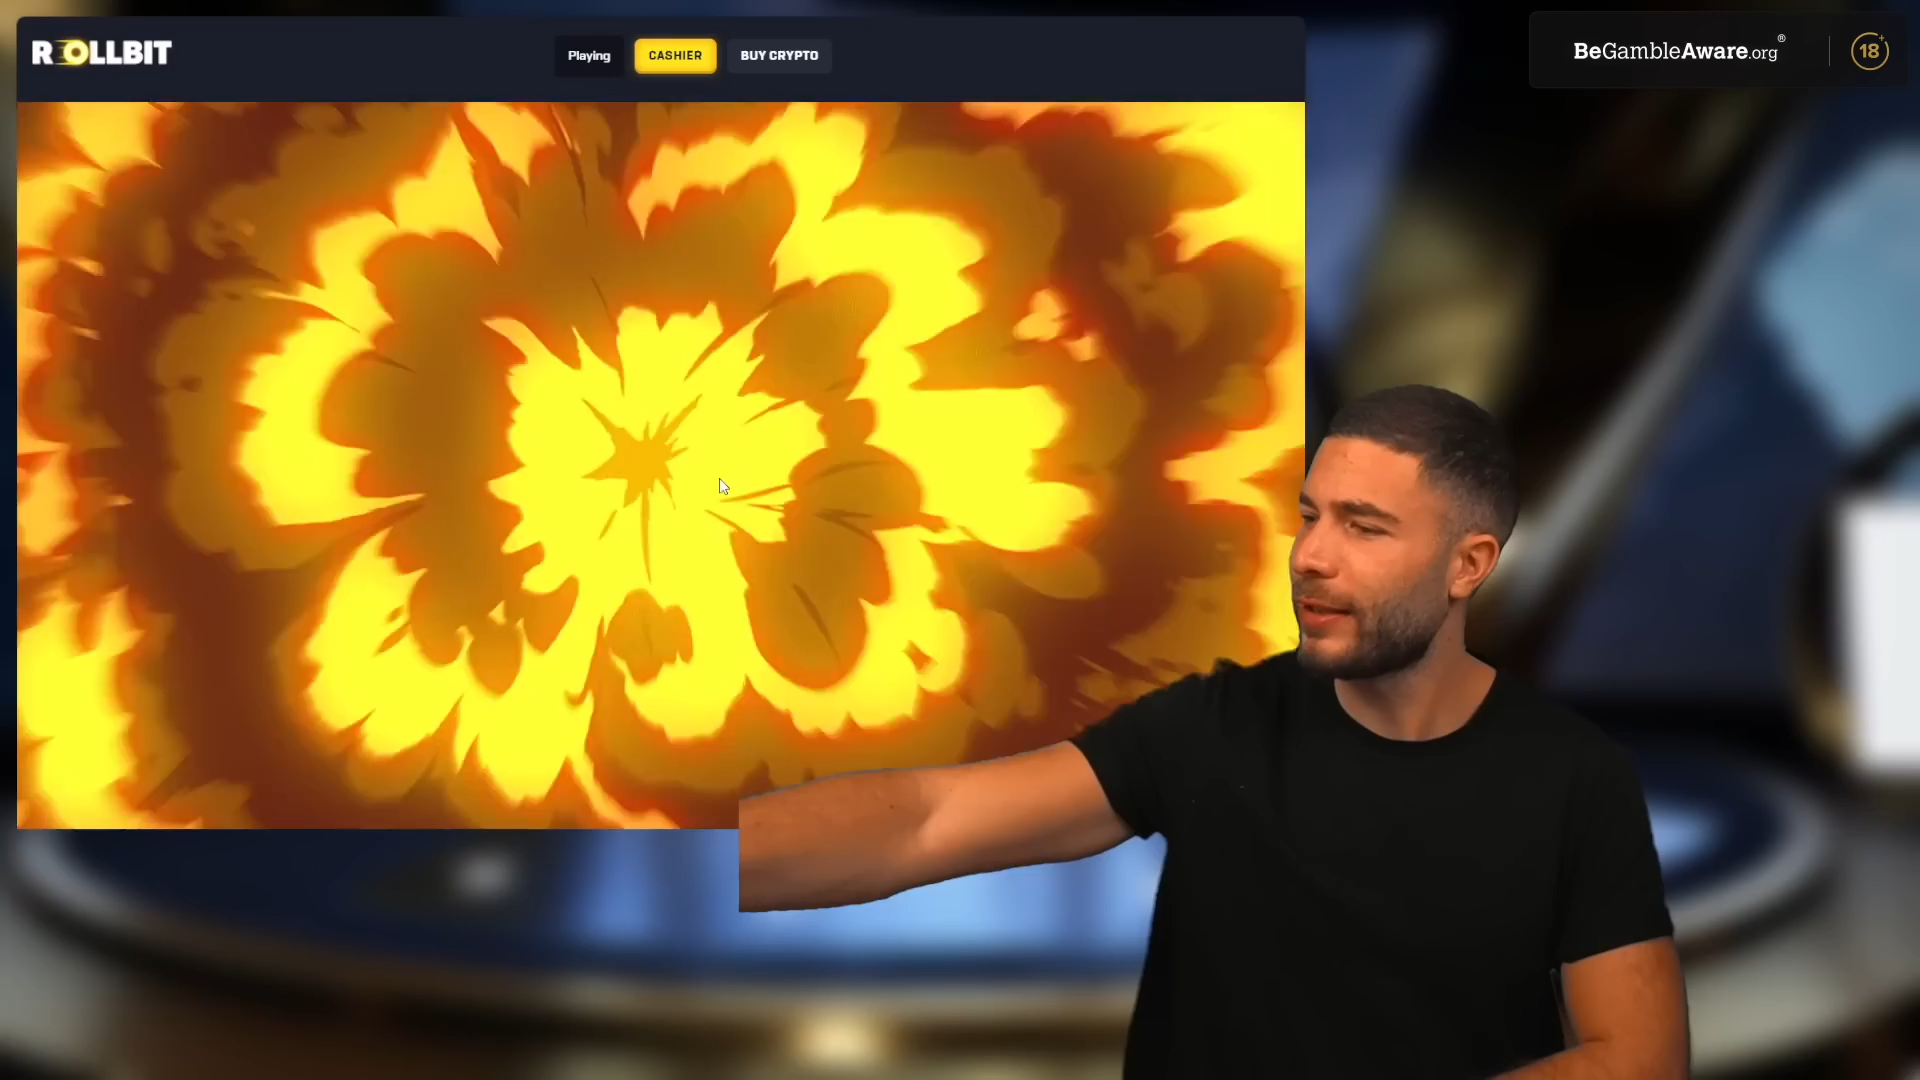 ROLLBIT
Playing
CASHIER
BUY CRYPTO
BeGambleAware.org®
18+